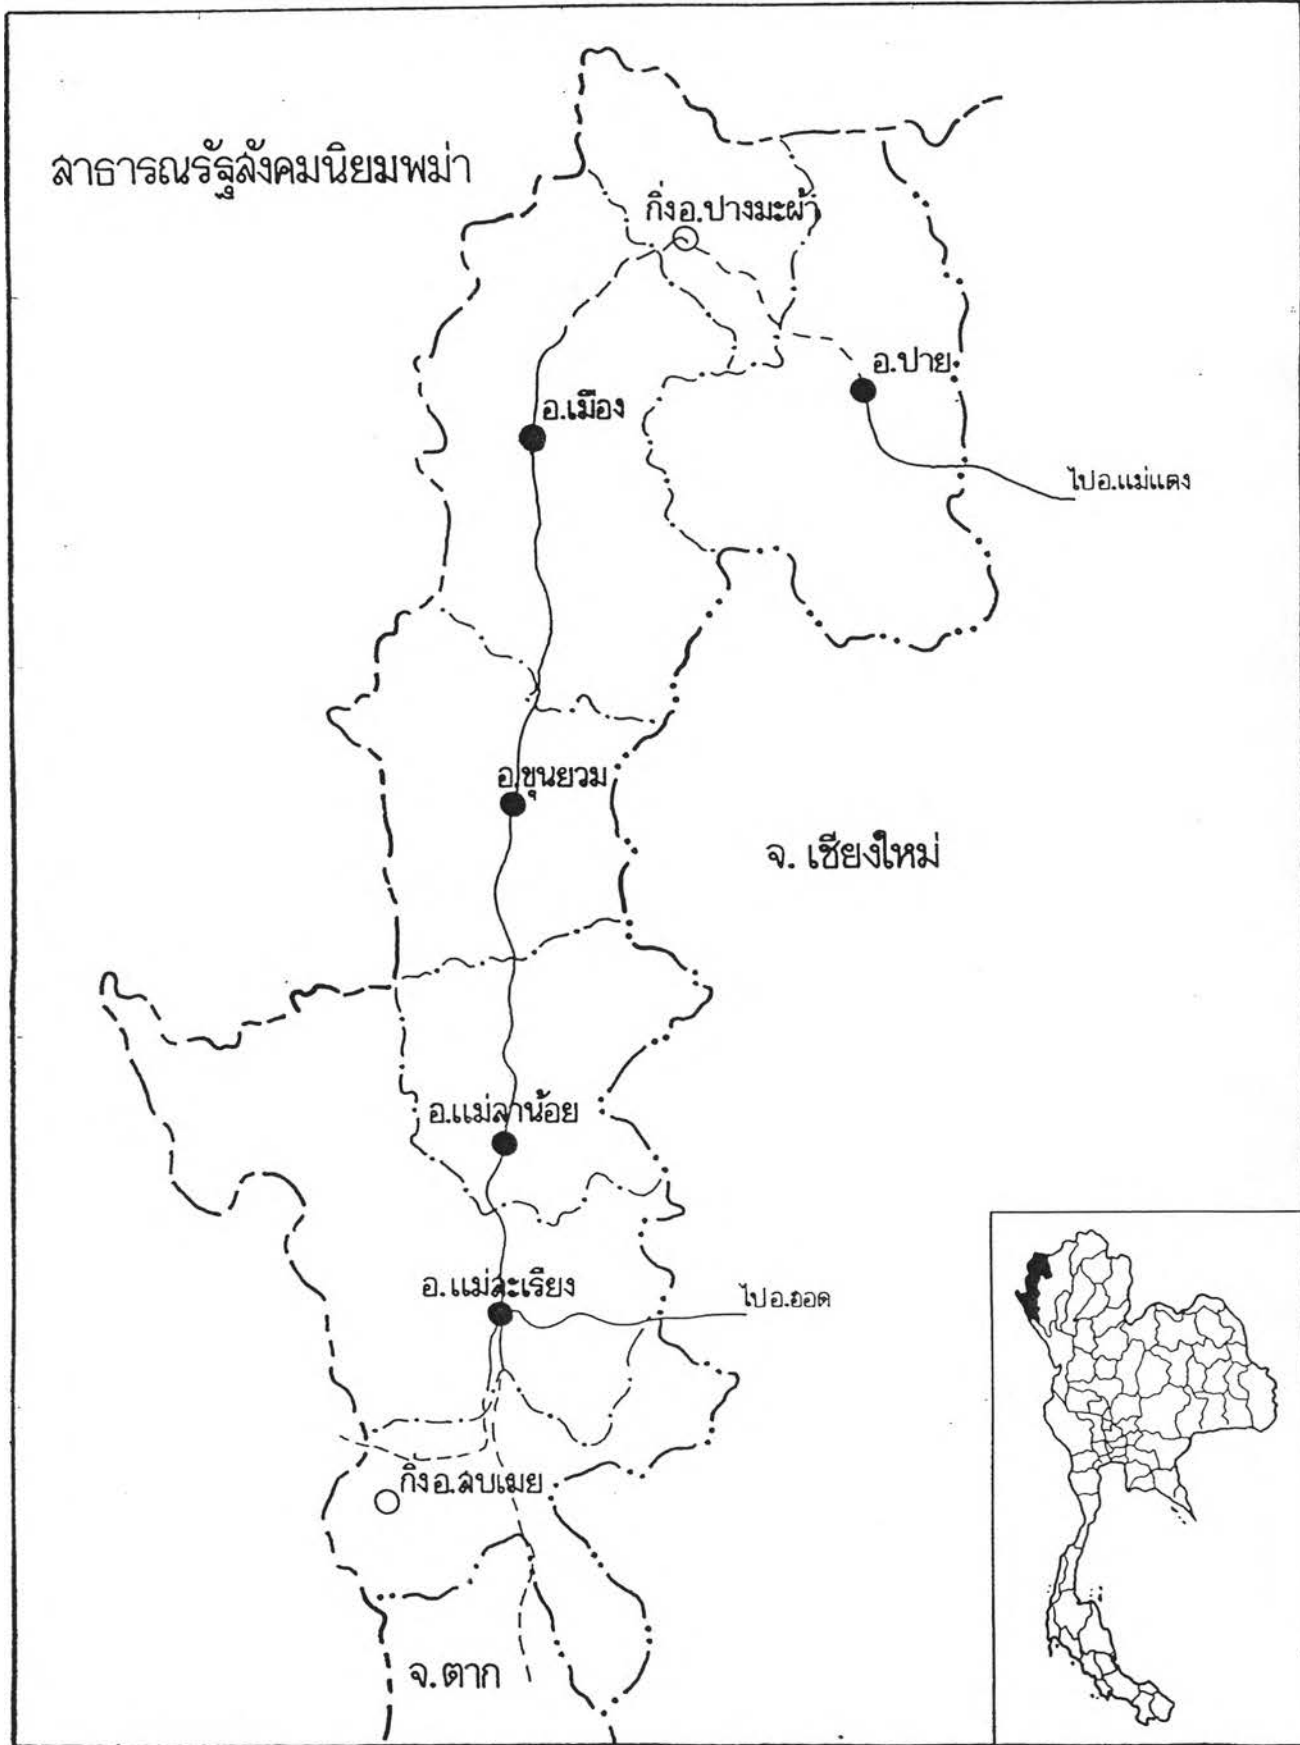 สาธารณรัฐสังคมนิยมพม่า
กิ่งอ.ปางมะผ้า
อ.ปาย
อ.เมือง
ไปอ.แม่แตง
อ.ขุนยวม
จ. เชียงใหม่
อ.แม่ลาน้อย
อ.แม่สะเรียง
ไปอ.ฮอด
กิ่งอ.สบเมย
จ.ตาก